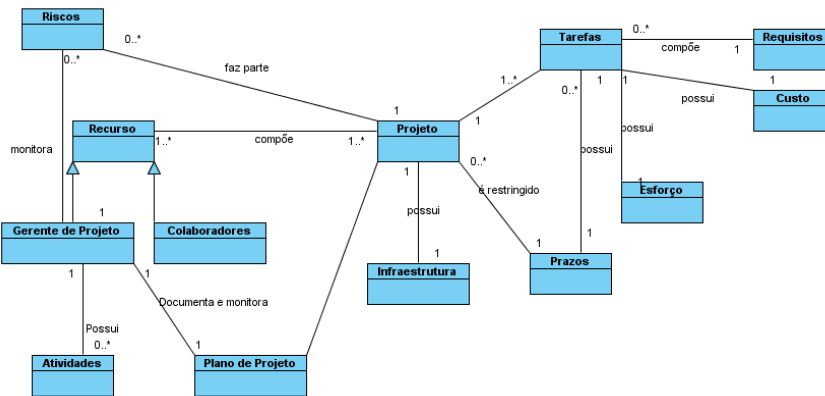 Riscos
0..*
0..*
faz parte
1
Tarefas
0..*
compõe
1
Requisitos
1..*
0..*
1
1
possui
1
Custo
Recurso
1..*
compõe
1..*
Projeto
1
monitora
possui
possui
1
0..*
é restringido
1
Esforço
1
Gerente de Projeto
Colaboradores
possui
1
1
1
Prazos
Infraestrutura
1
1
Documenta e monitora
Possui
0..*
1
Atividades
Plano de Projeto